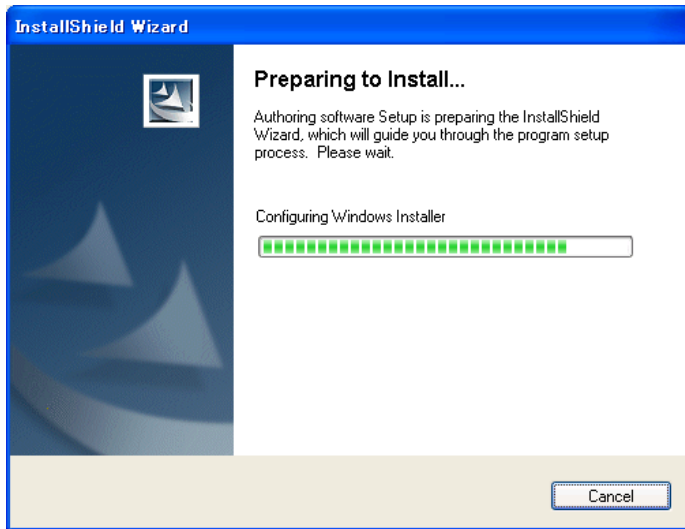 InstallShield Wizard
Preparing to Install...
Authoring software Setup is preparing the InstallShield
Wizard, which will guide you through the program setup
process. Please wait.
Configuring Windows Installer
Cancel